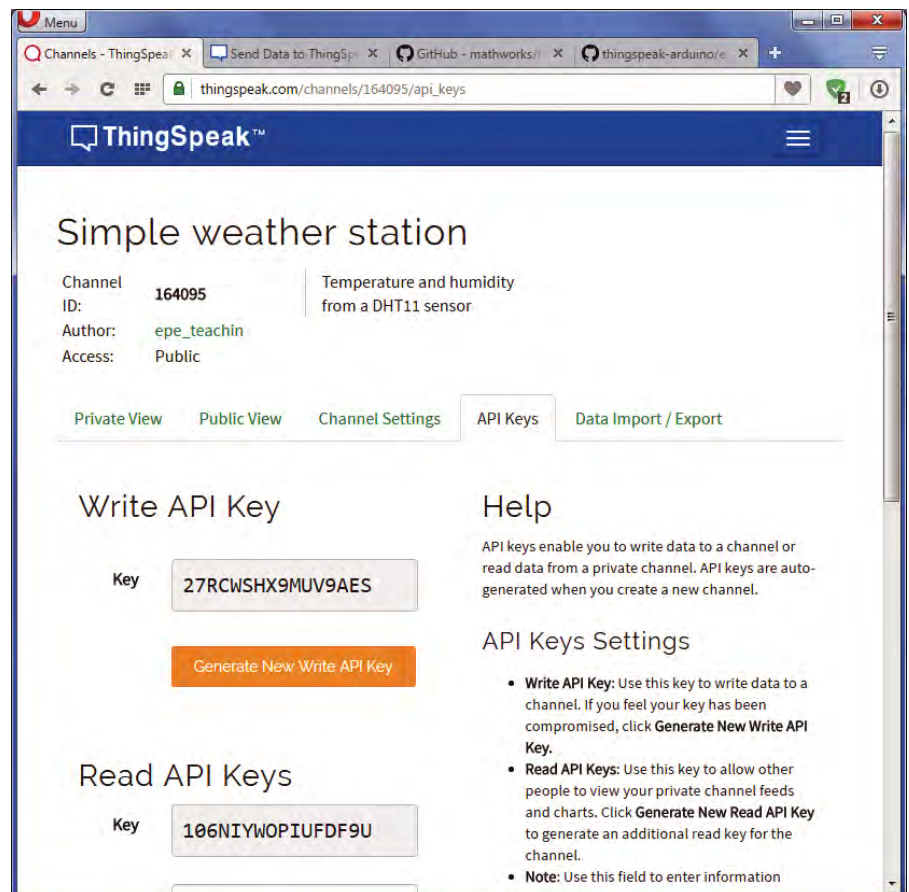 Menu
Channels - ThingSpeal
Send Data to ThingSp
GitHub - mathworks/
thingspeak-arduino/e
thingspeak.com/channels/164095/api_keys
2
ThingSpeak™
Simple weather station
Channel ID: 164095
Author: epe_teachin
Access: Public
Temperature and humidity
from a DHT11 sensor
Private View Public View Channel Settings API Keys Data Import / Export
Write API Key
Key 27RCWSHX9MUV9AES
Generate New Write API Key
Read API Keys
Key 106NIYWOPIUFDF9U
Help
API keys enable you to write data to a channel or
read data from a private channel. API keys are auto-
generated when you create a new channel.
API Keys Settings
• Write API Key: Use this key to write data to a
channel. If you feel your key has been
compromised, click Generate New Write API
Key.
• Read API Keys: Use this key to allow other
people to view your private channel feeds
and charts. Click Generate New Read API Key
to generate an additional read key for the
channel.
• Note: Use this field to enter information